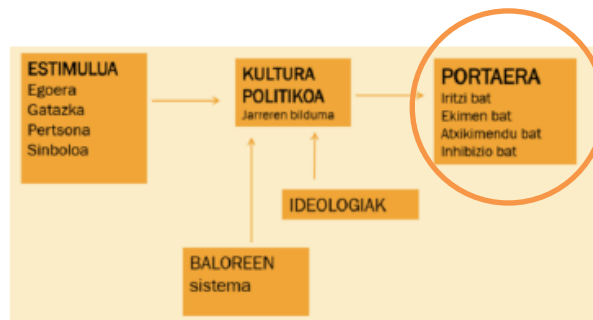 ESTIMULUA
Egoera
Gatazka
Pertsona
Sinboloa
KULTURA
POLITIKOA
Jarreren bilduma
PORTAERA
Iritzi bat
Ekimen bat
Atxikimendu bat
Inhibizio bat
IDEOLOGIAK
BALOREEN
sistema